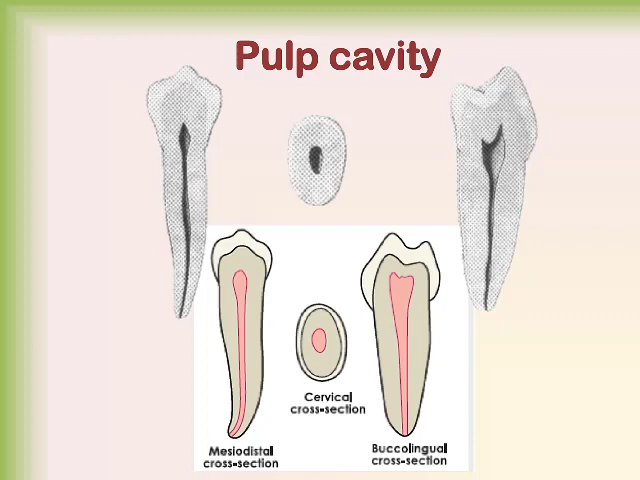 Pulp cavity
Cervical
cross-section
Mesiodistal
cross-section
Buccolingual
cross-section